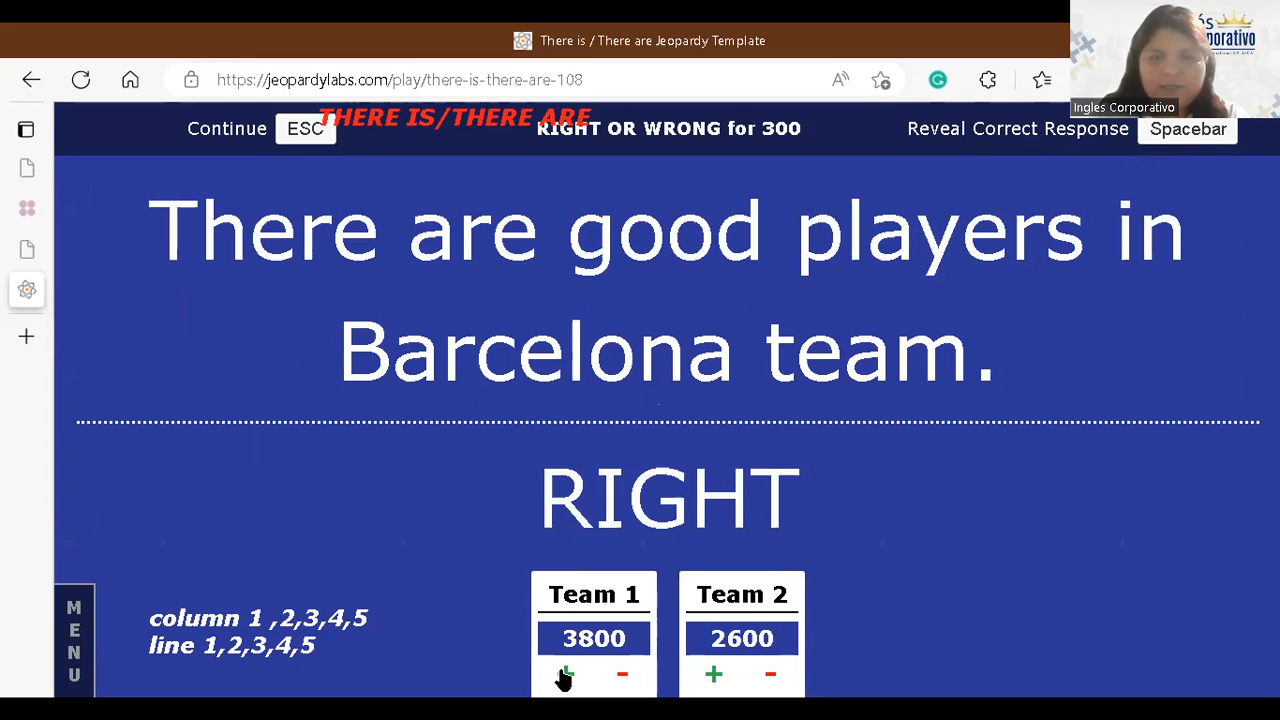 There is / There are Jeopardy Template
https://jeopardylabs.com/play/there-is-there-are-108
THERE IS/THERE ARE
Continue ESC
RIGHT OR WRONG for 300
Reveal Correct Response Spacebar
Ingles Corporativo
There are good players in
Barcelona team.
RIGHT
Team 1 Team 2
3800 2600
+ - + -
column 1 ,2,3,4,5
line 1,2,3,4,5
MENU